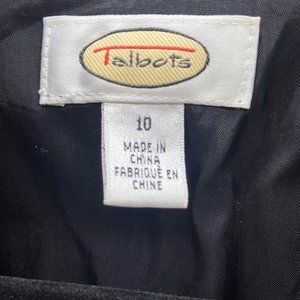 Talbots
10
MADE IN
CHINA
FABRIQUÉ EN
CHINE